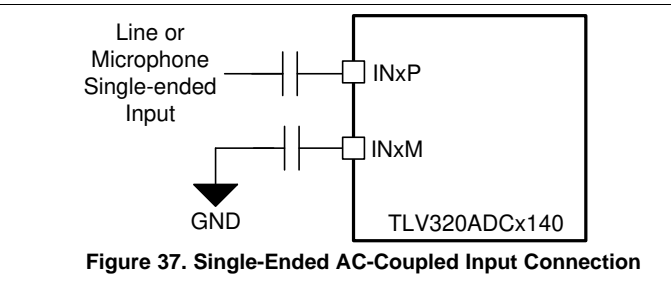 Line or
Microphone
Single-ended
Input
INxP
INxM
GND
TLV320ADCx140
Figure 37. Single-Ended AC-Coupled Input Connection